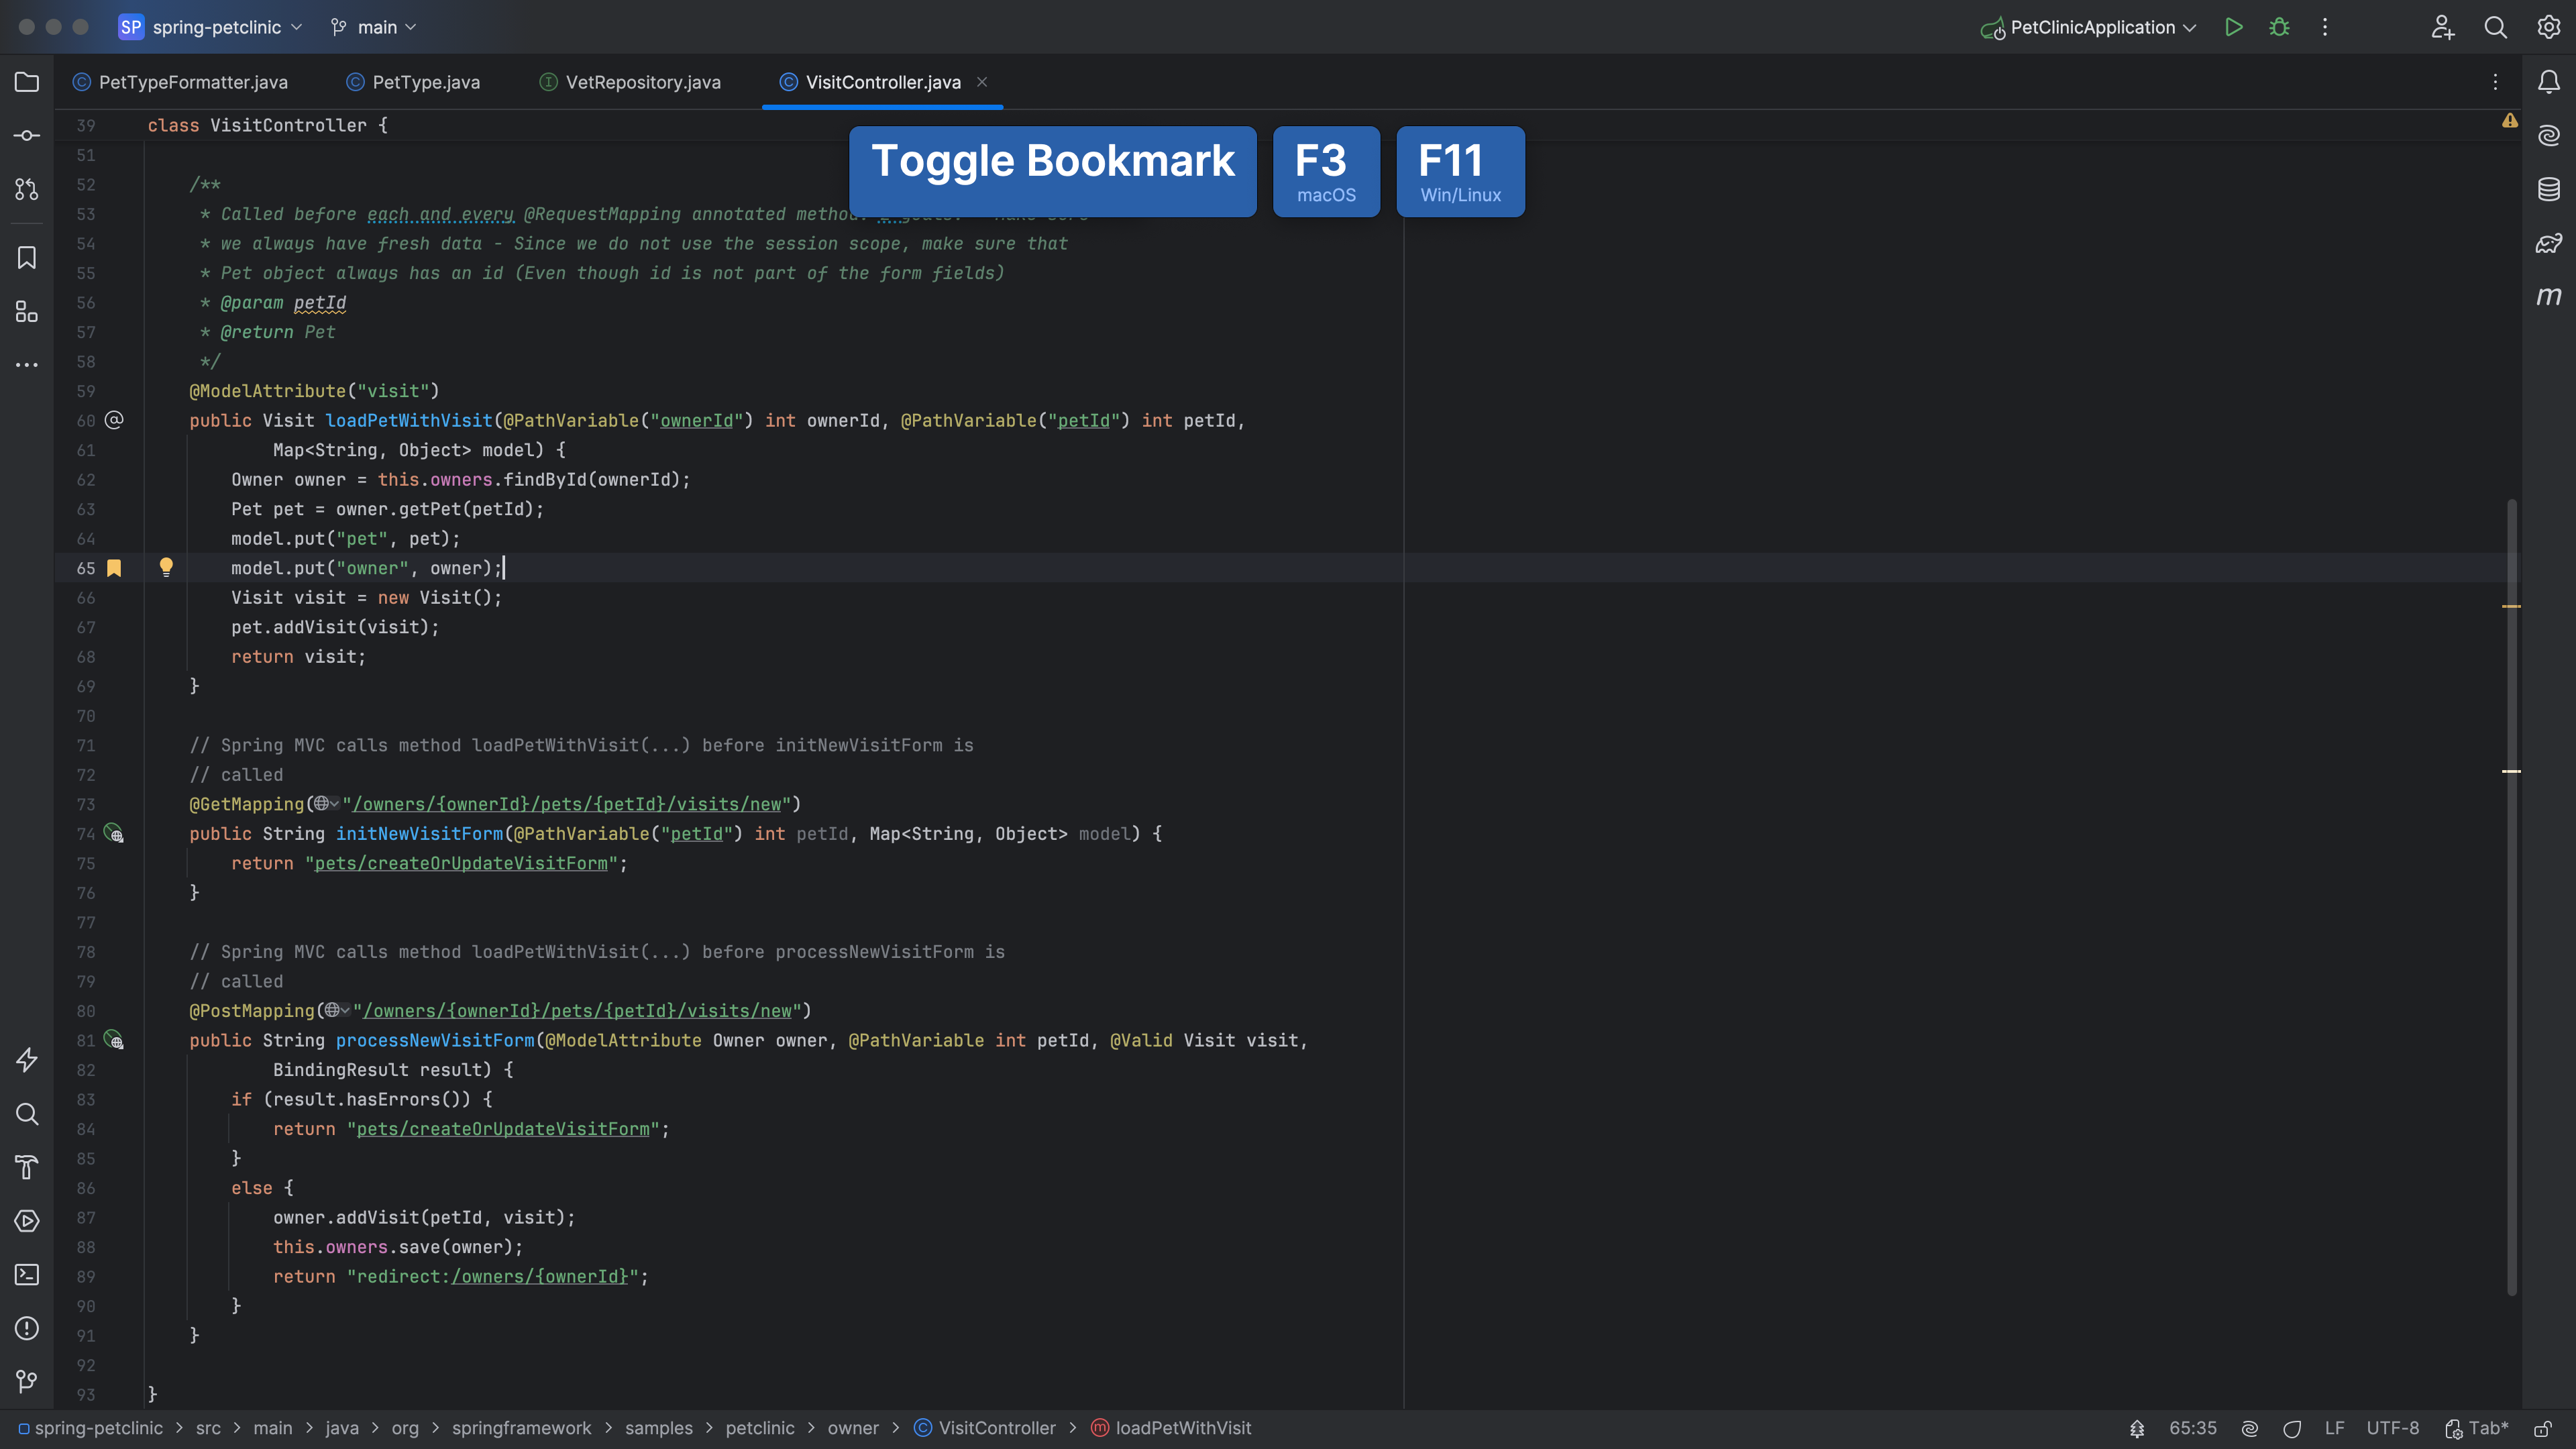 SP spring-petclinic main PetClinicApplication
PetTypeFormatter.java PetType.java VetRepository.java VisitController.java
39 class VisitController {
Toggle Bookmark F3 macOS F11 Win/Linux
51
52 /**
53 * Called before each and every @RequestMapping annotated method.
54 * we always have fresh data - Since we do not use the session scope, make sure that
55 * Pet object always has an id (Even though id is not part of the form fields)
56 * @param petId
57 * @return Pet
58 */
59 @ModelAttribute("visit")
60 public Visit loadPetWithVisit(@PathVariable("ownerId") int ownerId, @PathVariable("petId") int petId,
61 Map<String, Object> model) {
62 Owner owner = this.owners.findById(ownerId);
63 Pet pet = owner.getPet(petId);
64 model.put("pet", pet);
65 model.put("owner", owner);
66 Visit visit = new Visit();
67 pet.addVisit(visit);
68 return visit;
69 }
70
71 // Spring MVC calls method loadPetWithVisit(...) before initNewVisitForm is
72 // called
73 @GetMapping("/owners/{ownerId}/pets/{petId}/visits/new")
74 public String initNewVisitForm(@PathVariable("petId") int petId, Map<String, Object> model) {
75 return "pets/createOrUpdateVisitForm";
76 }
77
78 // Spring MVC calls method loadPetWithVisit(...) before processNewVisitForm is
79 // called
80 @PostMapping("/owners/{ownerId}/pets/{petId}/visits/new")
81 public String processNewVisitForm(@ModelAttribute Owner owner, @PathVariable int petId, @Valid Visit visit,
82 BindingResult result) {
83 if (result.hasErrors()) {
84 return "pets/createOrUpdateVisitForm";
85 }
86 else {
87 owner.addVisit(petId, visit);
88 this.owners.save(owner);
89 return "redirect:/owners/{ownerId}";
90 }
91 }
92
93 }
spring-petclinic > src > main > java > org > springframework > samples > petclinic > owner > VisitController > loadPetWithVisit 65:35 LF UTF-8 Tab*